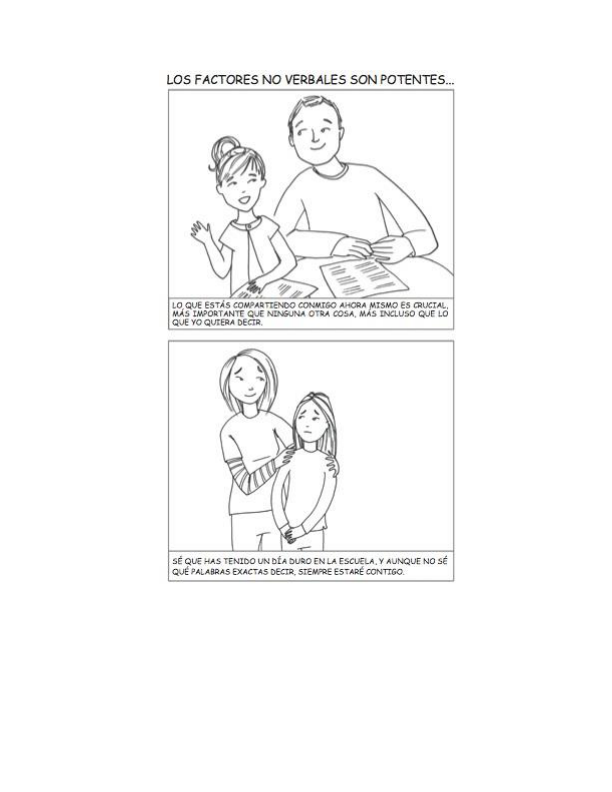 LOS FACTORES NO VERBALES SON POTENTES...
LO QUE ESTÁS COMPARTIENDO CONMIGO AHORA MISMO ES CRUCIAL,
MÁS IMPORTANTE QUE NINGUNA OTRA COSA, MÁS INCLUSO QUE LO
QUE YO QUIERA DECIR.
SÉ QUE HAS TENIDO UN DÍA DURO EN LA ESCUELA, Y AUNQUE NO SÉ
QUÉ PALABRAS EXACTAS DECIR, SIEMPRE ESTARÉ CONTIGO.